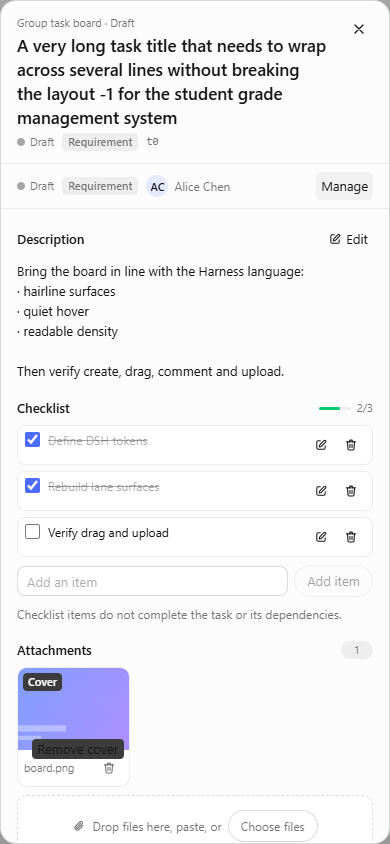 Group task board · Draft
A very long task title that needs to wrap
across several lines without breaking
the layout -1 for the student grade
management system
Draft Requirement t0
Draft Requirement AC Alice Chen Manage
Description Edit
Bring the board in line with the Harness language:
· hairline surfaces
· quiet hover
· readable density
Then verify create, drag, comment and upload.
Checklist 2/3
Define DSH tokens
Rebuild lane surfaces
Verify drag and upload
Add an item Add item
Checklist items do not complete the task or its dependencies.
Attachments 1
Cover
Remove cover
board.png
Drop files here, paste, or Choose files